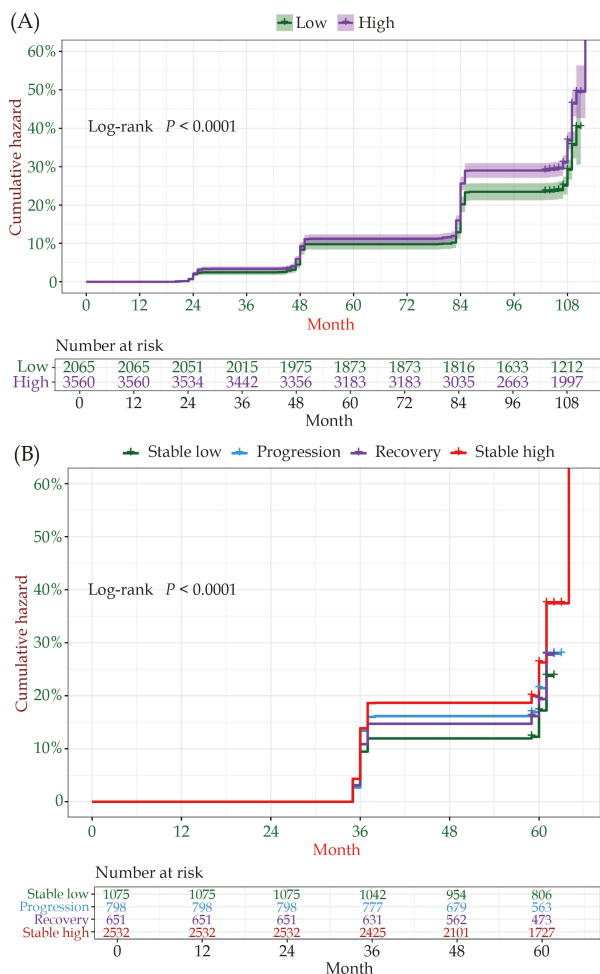 (A)
Low High
60%
50%
40%
30%
20%
10%
0
Cumulative hazard
Log-rank P < 0.0001
0 12 24 36 48 60 72 84 96 108
Month
Number at risk
Low 2065 2065 2051 2015 1975 1873 1873 1816 1633 1212
High 3560 3560 3534 3442 3356 3183 3183 3035 2663 1997
0 12 24 36 48 60 72 84 96 108
Month
(B)
Stable low Progression Recovery Stable high
60%
50%
40%
30%
20%
10%
0
Cumulative hazard
Log-rank P < 0.0001
0 12 24 36 48 60
Month
Number at risk
Stable low 1075 1075 1075 1042 954 806
Progression 798 798 798 777 679 563
Recovery 651 651 651 631 562 473
Stable high 2532 2532 2532 2425 2101 1727
0 12 24 36 48 60
Month